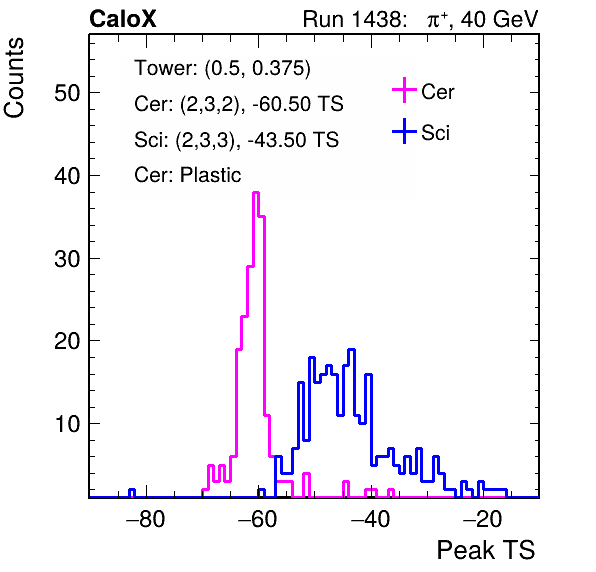 CaloX Run 1438: π⁺, 40 GeV
Counts
Tower: (0.5, 0.375)
Cer: (2,3,2), -60.50 TS
Sci: (2,3,3), -43.50 TS
Cer: Plastic
Cer
Sci
50
40
30
20
10
−80 −60 −40 −20
Peak TS